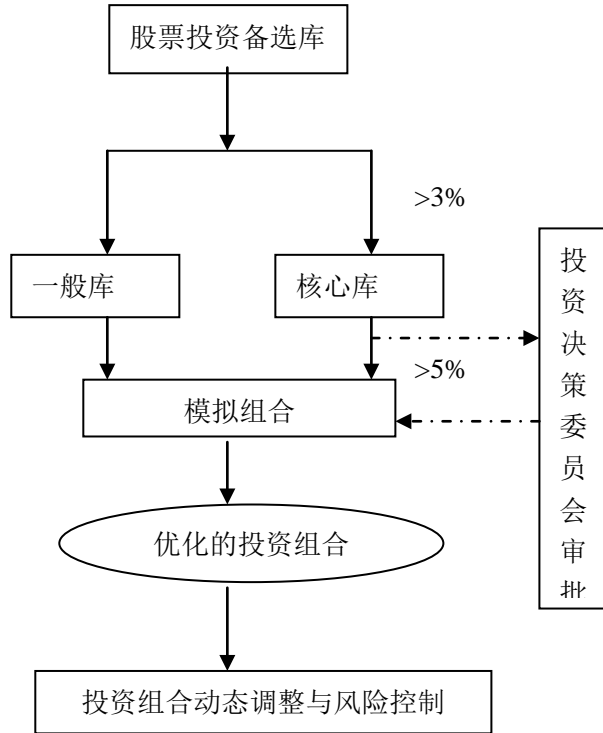 股票投资备选库
>3%
一般库
核心库
投资决策委员会审批
>5%
模拟组合
优化的投资组合
投资组合动态调整与风险控制